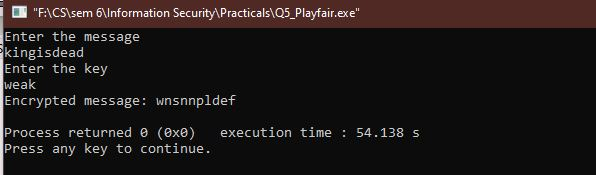 "F:\CS\sem 6\Information Security\Practicals\Q5_Playfair.exe"
Enter the message
kingisdead
Enter the key
weak
Encrypted message: wnsnnpldef
Process returned 0 (0x0)   execution time : 54.138 s
Press any key to continue.